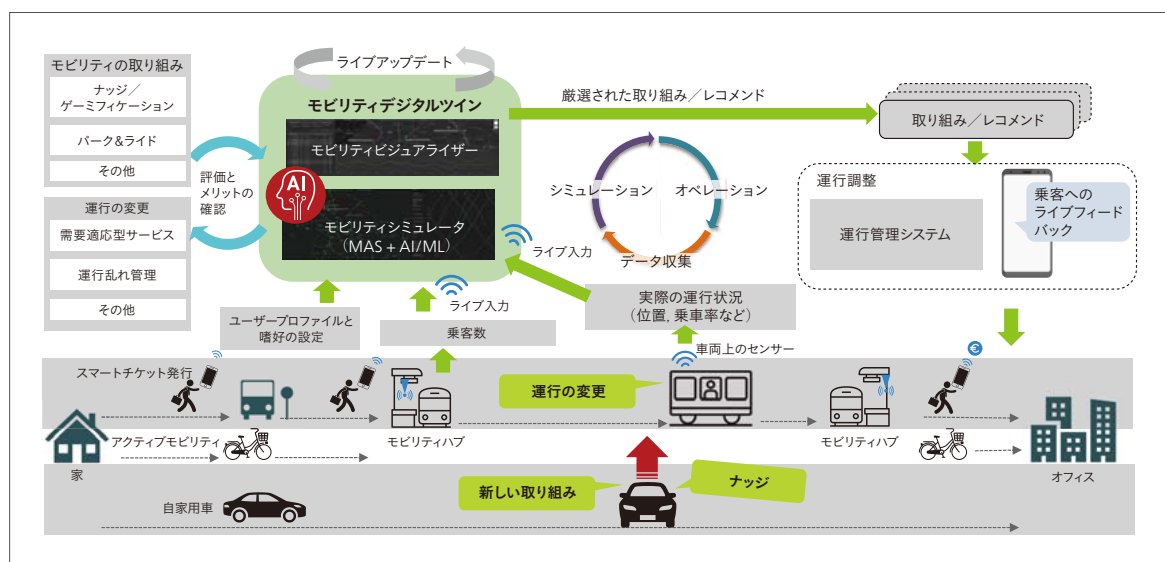 モビリティの取り組み
ナッジ／
ゲーミフィケーション
パーク&ライド
その他
運行の変更
需要適応型サービス
運行乱れ管理
その他
評価と
メリットの
確認
ライブアップデート
モビリティデジタルツイン
モビリティビジュアライザー
AI
モビリティシミュレータ
（MAS + AI/ML）
ライブ入力
ライブ入力
厳選された取り組み／レコメンド
シミュレーション
オペレーション
データ収集
取り組み／レコメンド
運行調整
運行管理システム
乗客への
ライブフィード
バック
ユーザープロファイルと
嗜好の設定
乗客数
実際の運行状況
（位置, 乗車率など）
車両上のセンサー
スマートチケット発行
運行の変更
€
アクティブモビリティ
モビリティハブ
モビリティハブ
家
オフィス
自家用車
新しい取り組み
ナッジ